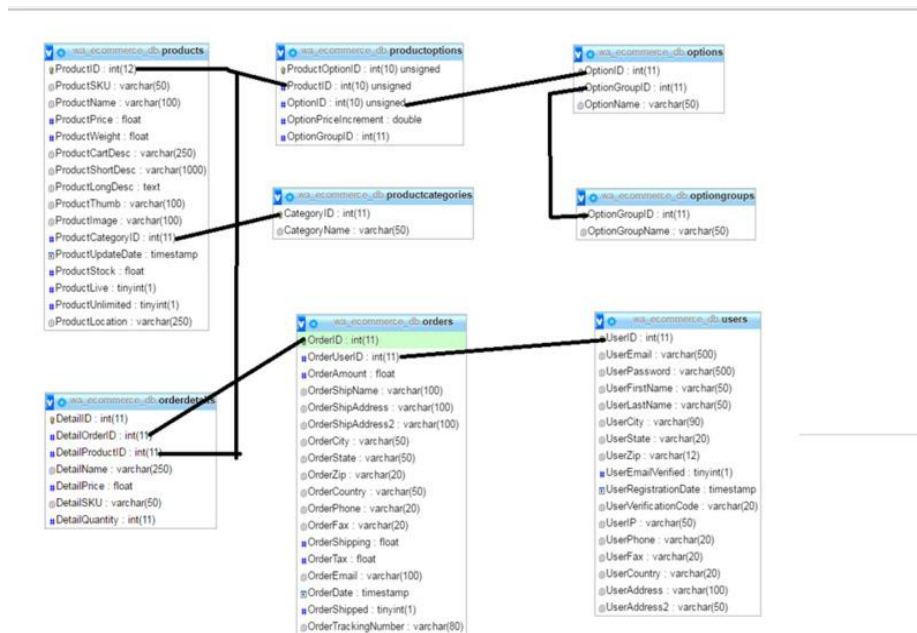 wa_ecommerce_db.products
ProductID : int(12)
ProductSKU : varchar(50)
ProductName : varchar(100)
ProductPrice : float
ProductWeight : float
ProductCartDesc : varchar(250)
ProductShortDesc : varchar(1000)
ProductLongDesc : text
ProductThumb : varchar(100)
ProductImage : varchar(100)
ProductCategoryID : int(11)
ProductUpdateDate : timestamp
ProductStock : float
ProductLive : tinyint(1)
ProductUnlimited : tinyint(1)
ProductLocation : varchar(250)
wa_ecommerce_db.productoptions
ProductOptionID : int(10) unsigned
ProductID : int(10) unsigned
OptionID : int(10) unsigned
OptionPriceIncrement : double
OptionGroupID : int(11)
wa_ecommerce_db.options
OptionID : int(11)
OptionGroupID : int(11)
OptionName : varchar(50)
wa_ecommerce_db.productcategories
CategoryID : int(11)
CategoryName : varchar(50)
wa_ecommerce_db.optiongroups
OptionGroupID : int(11)
OptionGroupName : varchar(50)
wa_ecommerce_db.orderdetails
DetailID : int(11)
DetailOrderID : int(11)
DetailProductID : int(11)
DetailName : varchar(250)
DetailPrice : float
DetailSKU : varchar(50)
DetailQuantity : int(11)
wa_ecommerce_db.orders
OrderID : int(11)
OrderUserID : int(11)
OrderAmount : float
OrderShipName : varchar(100)
OrderShipAddress : varchar(100)
OrderShipAddress2 : varchar(100)
OrderCity : varchar(50)
OrderState : varchar(50)
OrderZip : varchar(20)
OrderCountry : varchar(50)
OrderPhone : varchar(20)
OrderFax : varchar(20)
OrderShipping : float
OrderTax : float
OrderEmail : varchar(100)
OrderDate : timestamp
OrderShipped : tinyint(1)
OrderTrackingNumber : varchar(80)
wa_ecommerce_db.users
UserID : int(11)
UserEmail : varchar(500)
UserPassword : varchar(500)
UserFirstName : varchar(50)
UserLastName : varchar(50)
UserCity : varchar(90)
UserState : varchar(20)
UserZip : varchar(12)
UserEmailVerified : tinyint(1)
UserRegistrationDate : timestamp
UserVerificationCode : varchar(20)
UserIP : varchar(50)
UserPhone : varchar(20)
UserFax : varchar(20)
UserCountry : varchar(20)
UserAddress : varchar(100)
UserAddress2 : varchar(50)